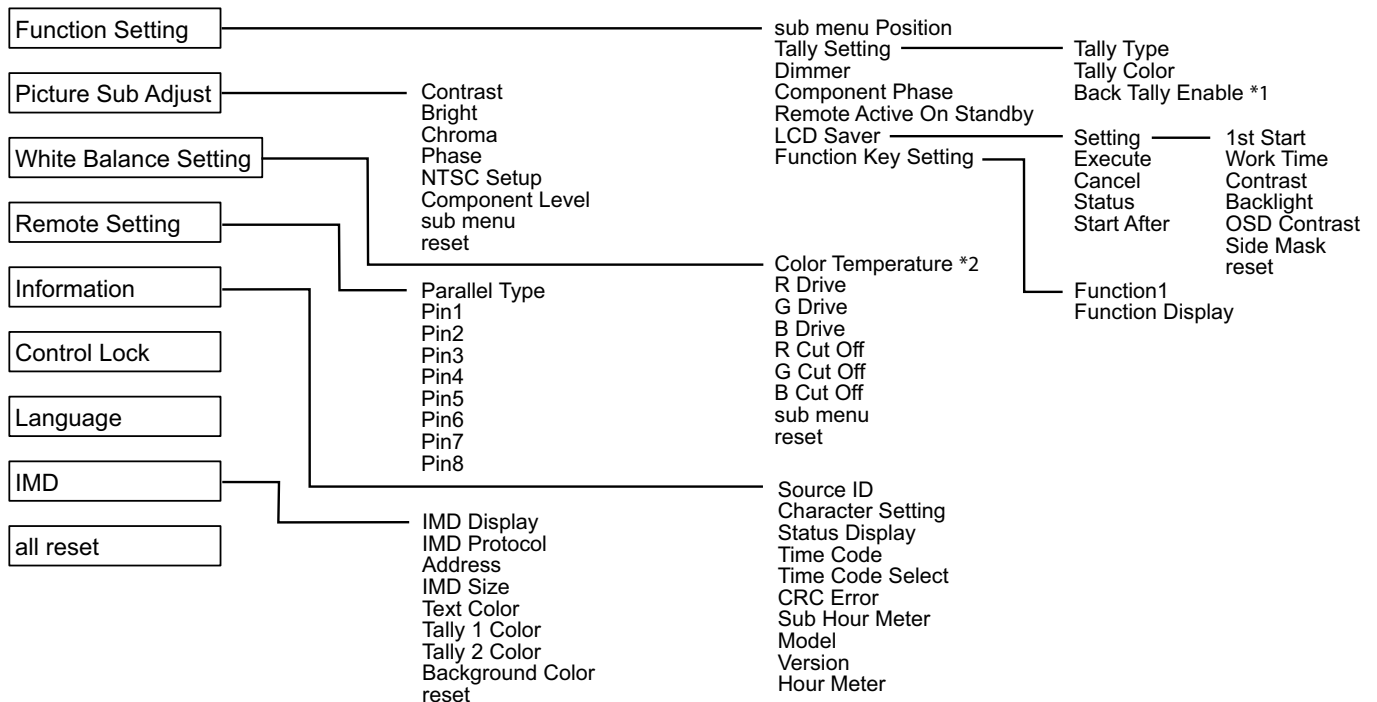 Function Setting
Picture Sub Adjust
White Balance Setting
Remote Setting
Information
Control Lock
Language
IMD
all reset
sub menu Position
Tally Setting
Dimmer
Component Phase
Remote Active On Standby
LCD Saver
Function Key Setting
Tally Type
Tally Color
Back Tally Enable *1
Setting
Execute
Cancel
Status
Start After
1st Start
Work Time
Contrast
Backlight
OSD Contrast
Side Mask
reset
Function1
Function Display
Contrast
Bright
Chroma
Phase
NTSC Setup
Component Level
sub menu
reset
Color Temperature *2
R Drive
G Drive
B Drive
R Cut Off
G Cut Off
B Cut Off
sub menu
reset
Parallel Type
Pin1
Pin2
Pin3
Pin4
Pin5
Pin6
Pin7
Pin8
Source ID
Character Setting
Status Display
Time Code
Time Code Select
CRC Error
Sub Hour Meter
Model
Version
Hour Meter
IMD Display
IMD Protocol
Address
IMD Size
Text Color
Tally 1 Color
Tally 2 Color
Background Color
reset